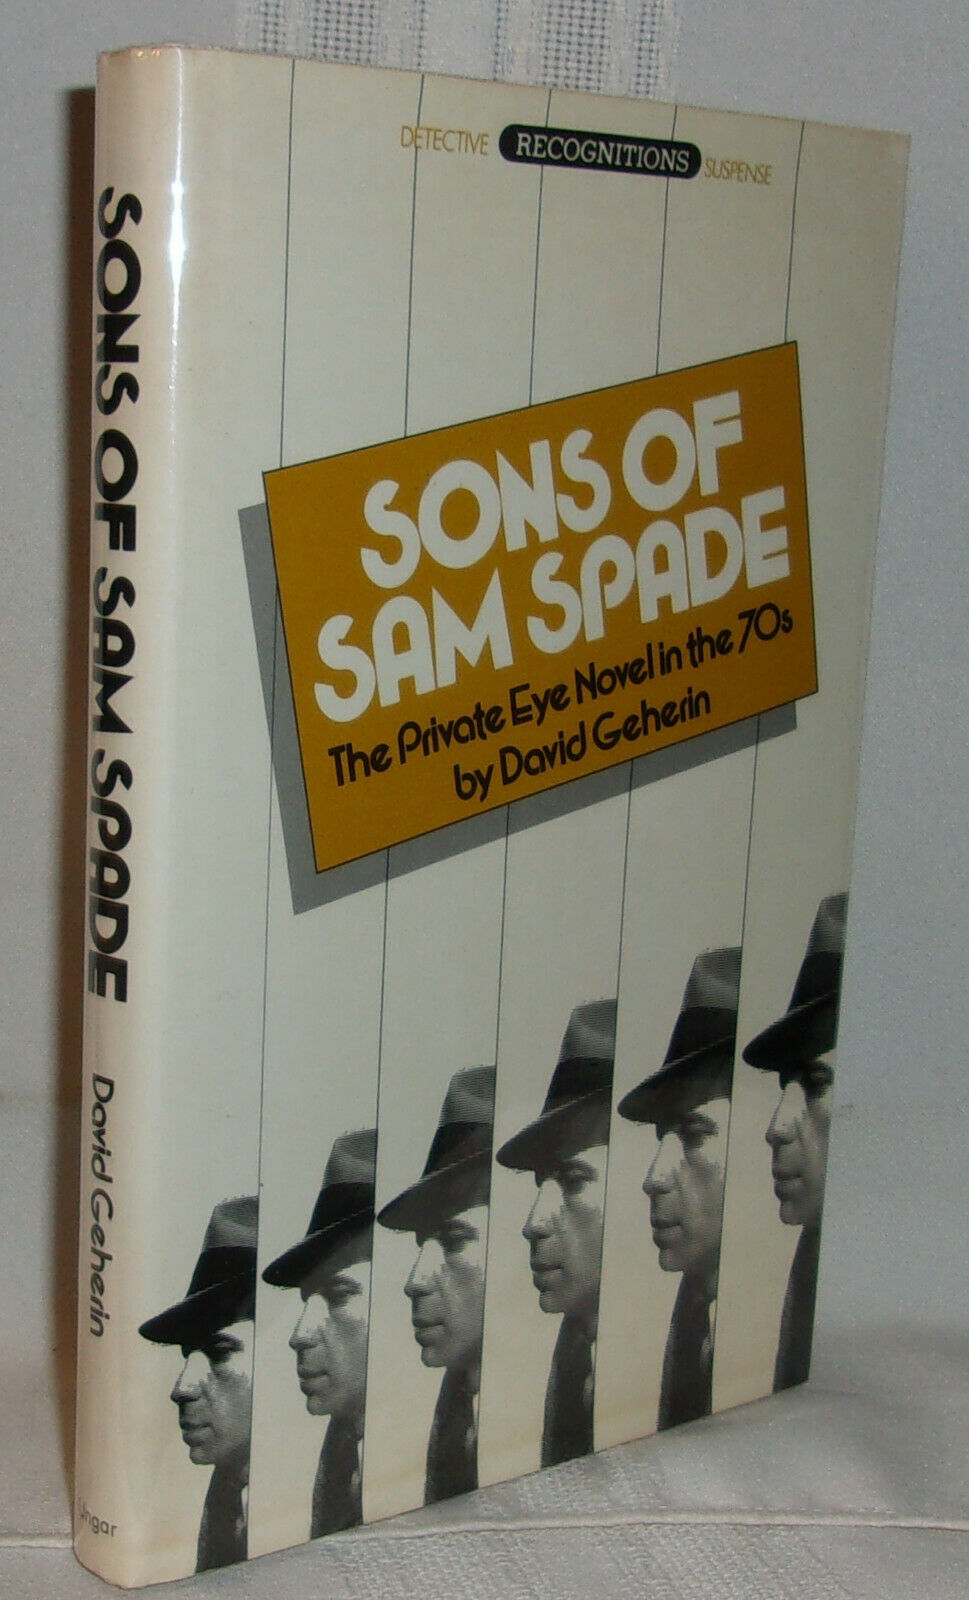 DETECTIVE RECOGNITIONS SUSPENSE
SONS OF
SAM SPADE
The Private Eye Novel in the 70s
by David Geherin
SONS OF SAM SPADE David Geherin
Ungar